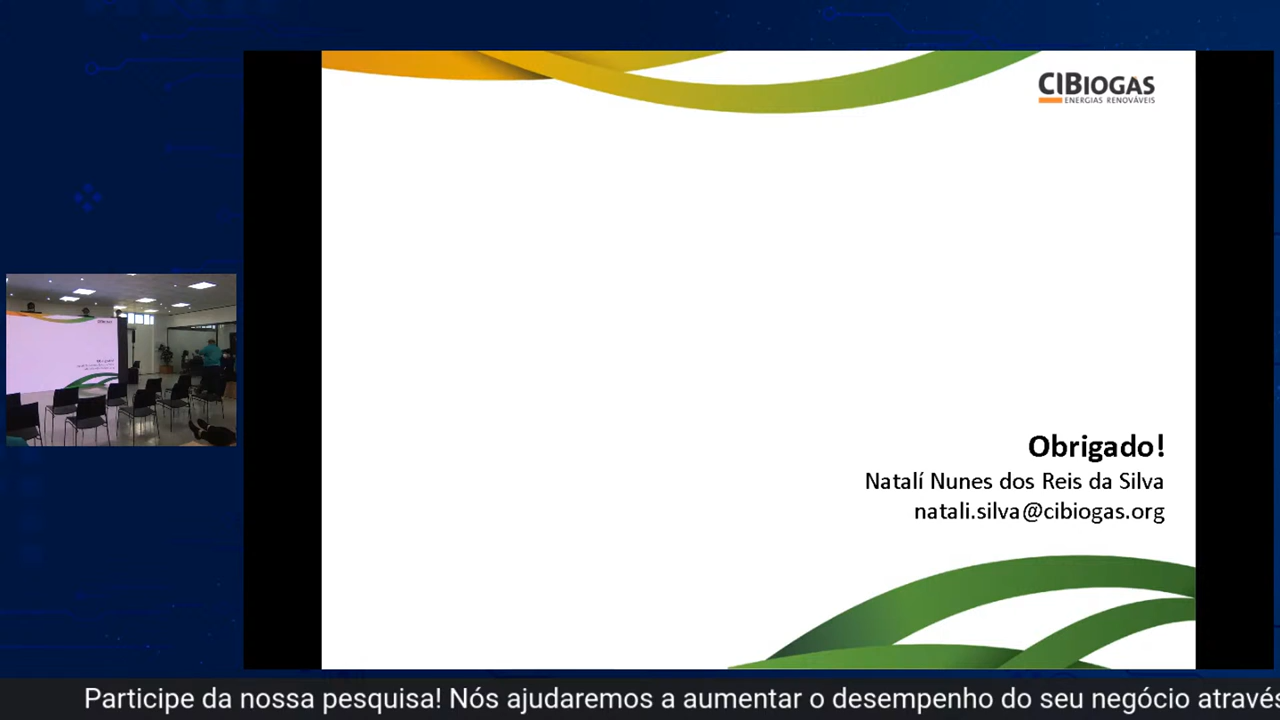 CIBIOGÁS
ENERGIAS RENOVÁVEIS
Obrigado!
Natalí Nunes dos Reis da Silva
natali.silva@cibiogas.org
Participe da nossa pesquisa! Nós ajudaremos a aumentar o desempenho do seu negócio através